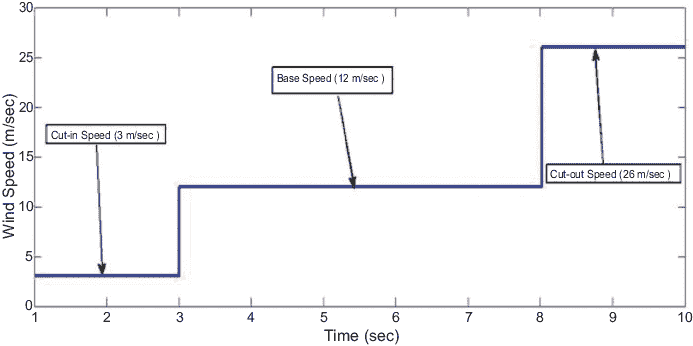 30
25
20
15
10
5
0
Wind Speed (m/sec)
Cut-in Speed (3 m/sec )
Base Speed (12 m/sec )
Cut-out Speed (26 m/sec )
1 2 3 4 5 6 7 8 9 10
Time (sec)